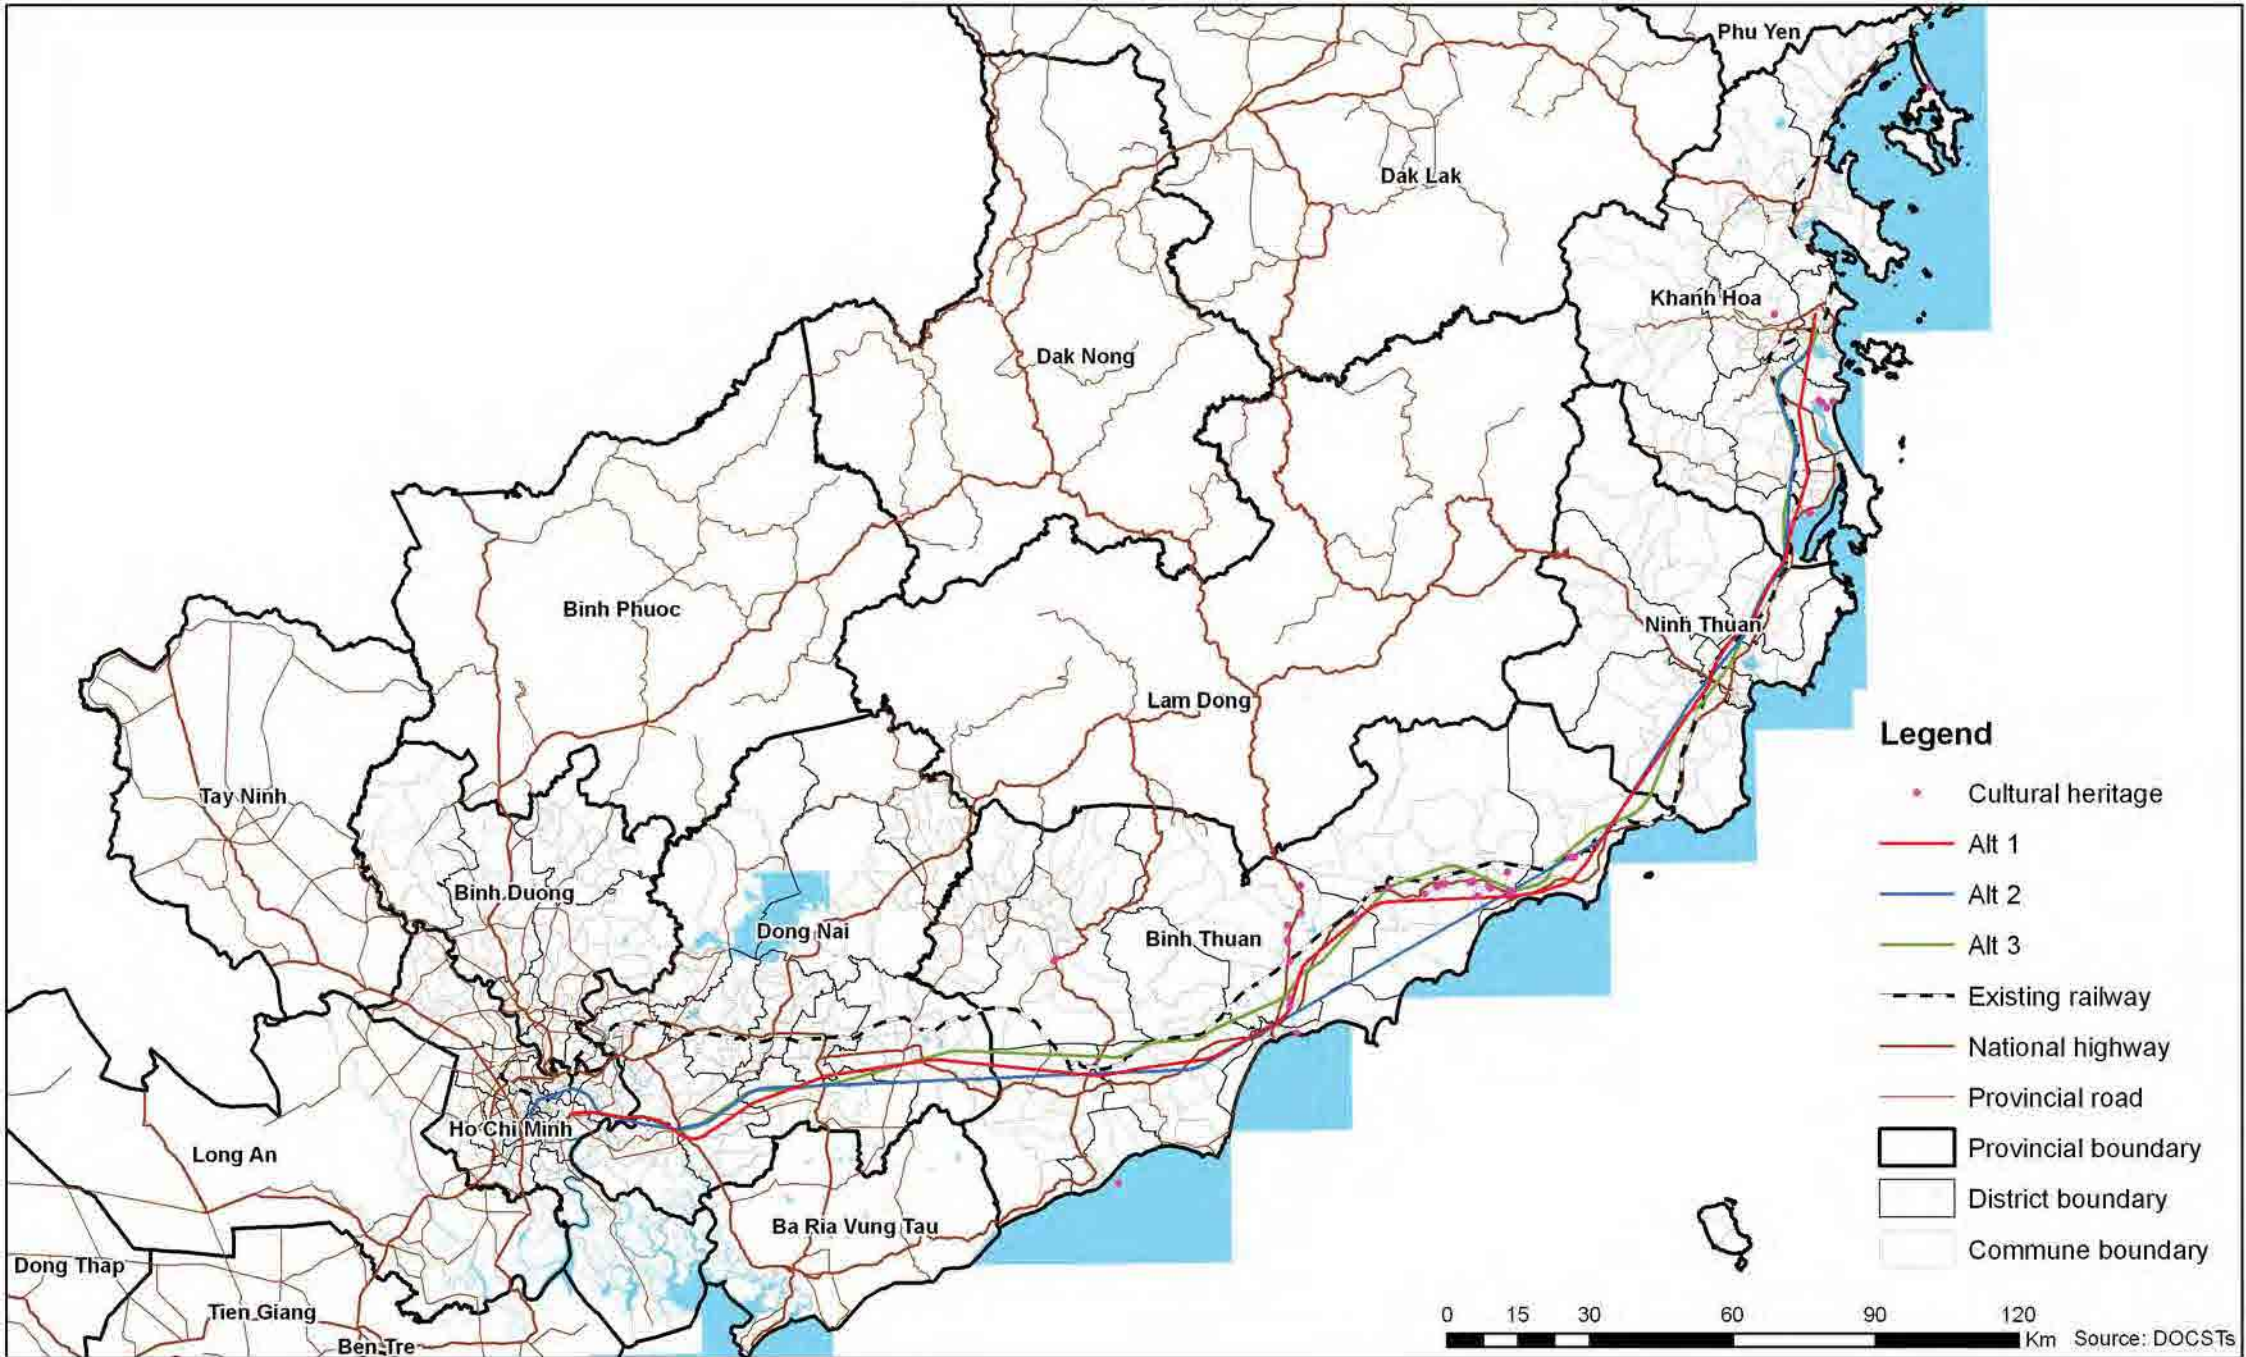 Phu Yen
Dak Lak
Khanh Hoa
Dak Nong
Binh Phuoc
Ninh Thuan
Lam Dong
Tay Ninh
Binh Duong
Dong Nai
Binh Thuan
Ho Chi Minh
Long An
Ba Ria Vung Tau
Dong Thap
Tien Giang
Ben Tre
Legend
Cultural heritage
Alt 1
Alt 2
Alt 3
Existing railway
National highway
Provincial road
Provincial boundary
District boundary
Commune boundary
0 15 30 60 90 120
Km Source: DOCSTs